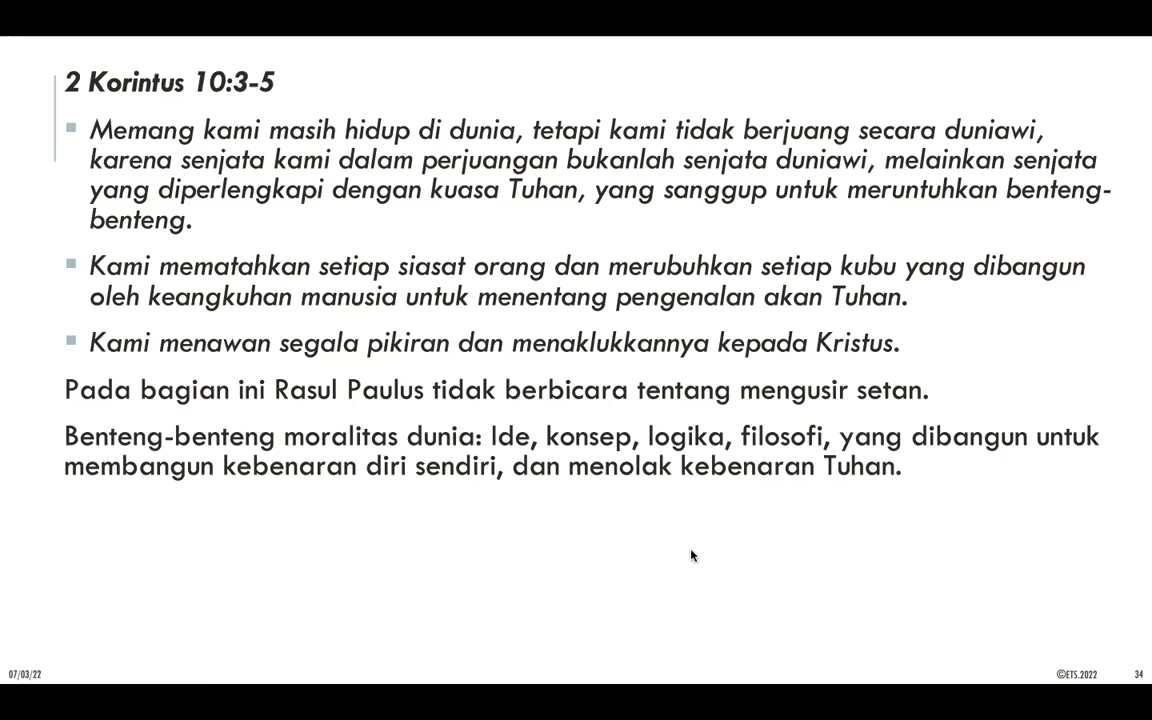 2 Korintus 10:3-5
Memang kami masih hidup di dunia, tetapi kami tidak berjuang secara duniawi,
karena senjata kami dalam perjuangan bukanlah senjata duniawi, melainkan senjata
yang diperlengkapi dengan kuasa Tuhan, yang sanggup untuk meruntuhkan benteng-
benteng.
Kami mematahkan setiap siasat orang dan merubuhkan setiap kubu yang dibangun
oleh keangkuhan manusia untuk menentang pengenalan akan Tuhan.
Kami menawan segala pikiran dan menaklukkannya kepada Kristus.
Pada bagian ini Rasul Paulus tidak berbicara tentang mengusir setan.
Benteng-benteng moralitas dunia: Ide, konsep, logika, filosofi, yang dibangun untuk
membangun kebenaran diri sendiri, dan menolak kebenaran Tuhan.
07/03/22
©ETS.2022
34